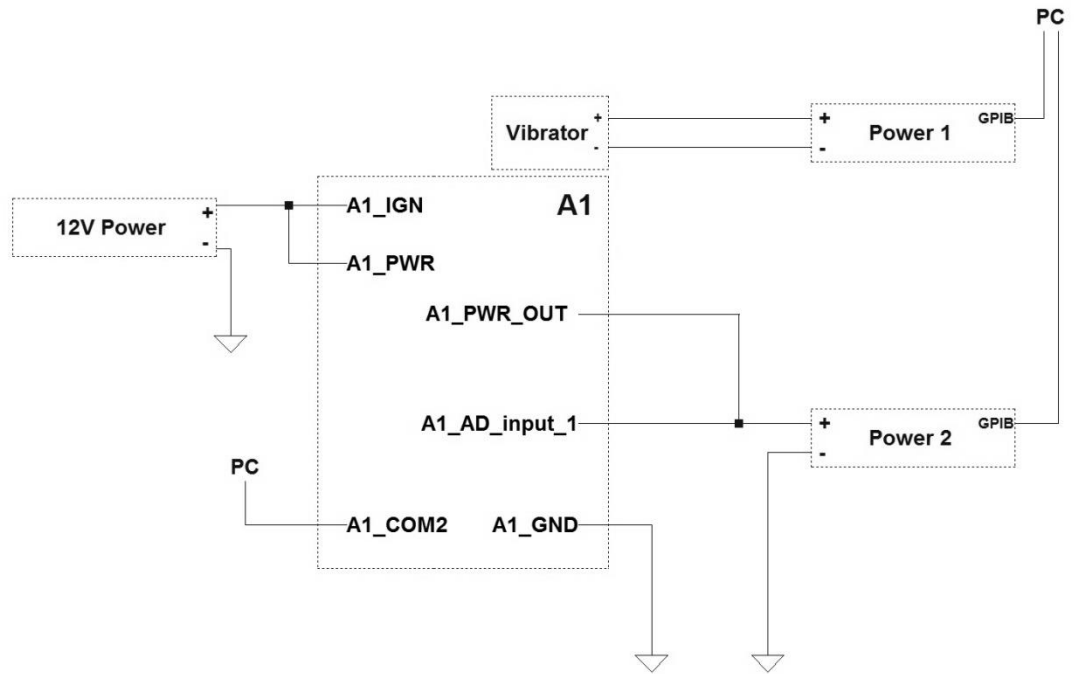 PC
Vibrator
+
-
+
-
Power 1
GPIB
12V Power
+
-
A1_IGN
A1
A1_PWR
A1_PWR_OUT
A1_AD_input_1
+
-
Power 2
GPIB
PC
A1_COM2
A1_GND